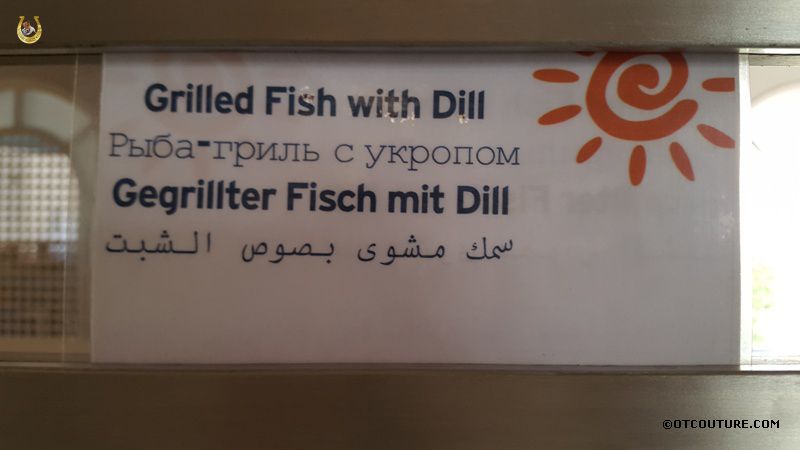 Grilled Fish with Dill
Рыба-гриль с укропом
Gegrillter Fisch mit Dill
سمك مشوى بصوص الشبت
©OTCOUTURE.COM